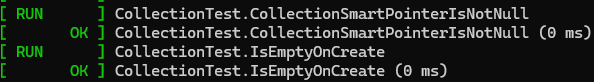 [ RUN      ] CollectionTest.CollectionSmartPointerIsNotNull
[       OK ] CollectionTest.CollectionSmartPointerIsNotNull (0 ms)
[ RUN      ] CollectionTest.IsEmptyOnCreate
[       OK ] CollectionTest.IsEmptyOnCreate (0 ms)